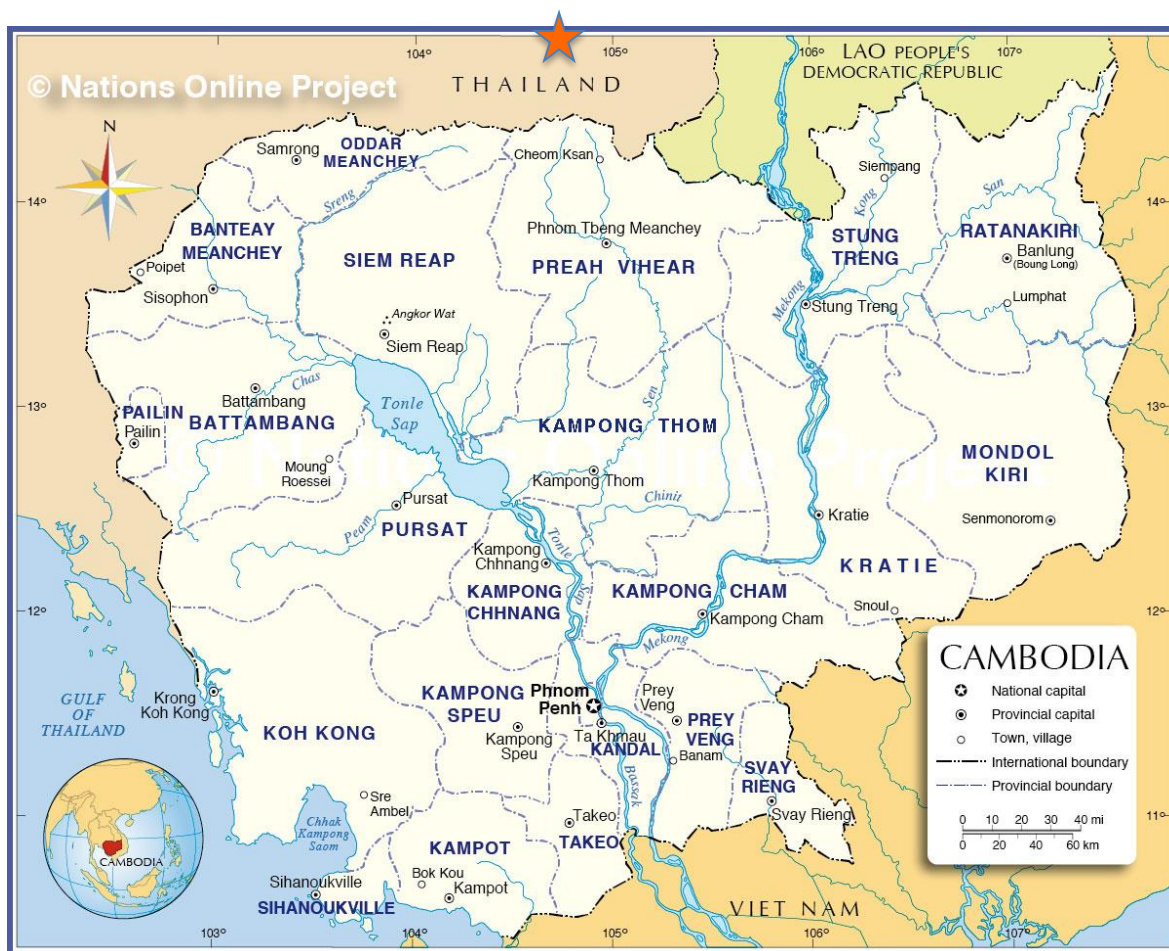 104°
105°
106°
107°
© Nations Online Project
THAILAND
LAO PEOPLE'S
DEMOCRATIC REPUBLIC
N
Samrong
ODDAR
MEANCHEY
Cheom Ksan
Siempang
Sreng
Kong
San
14°
14°
BANTEAY
MEANCHEY
Phnom Tbeng Meanchey
STUNG
TRENG
RATANAKIRI
Banlung
(Boung Long)
SIEM REAP
PREAH VIHEAR
Poipet
Sisophon
Mekong
Stung Treng
Lumphat
Angkor Wat
Siem Reap
Chas
Battambang
Tonle
Sap
Sen
13°
13°
PAILIN
Pailin
BATTAMBANG
KAMPONG THOM
© Nations Online Project
MONDOL
KIRI
Moung
Roessei
Kampong Thom
Chinit
Pursat
Peam
PURSAT
Kratie
Senmonorom
Tonle
Sap
Kampong
Chhnang
KAMPONG
CHHNANG
KRATIE
KAMPONG CHAM
Snoul
12°
12°
Kampong Cham
Mekong
GULF
OF
THAILAND
Krong
Koh Kong
KAMPONG
SPEU
Phnom
Penh
Prey
Veng
PREY
VENG
KOH KONG
Kampong
Speu
Ta Khmau
KANDAL
Banam
Bassak
SVAY
RIENG
Svay Rieng
Sre
Ambel
Chhak
Kampong
Saom
Takeo
TAKEO
11°
CAMBODIA
KAMPOT
Bok Kou
Kampot
Sihanoukville
SIHANOUKVILLE
VIET NAM
CAMBODIA
National capital
Provincial capital
Town, village
International boundary
Provincial boundary
0 20 40 mi
0 20 40 60 km
103°
104°
105°
106°
107°